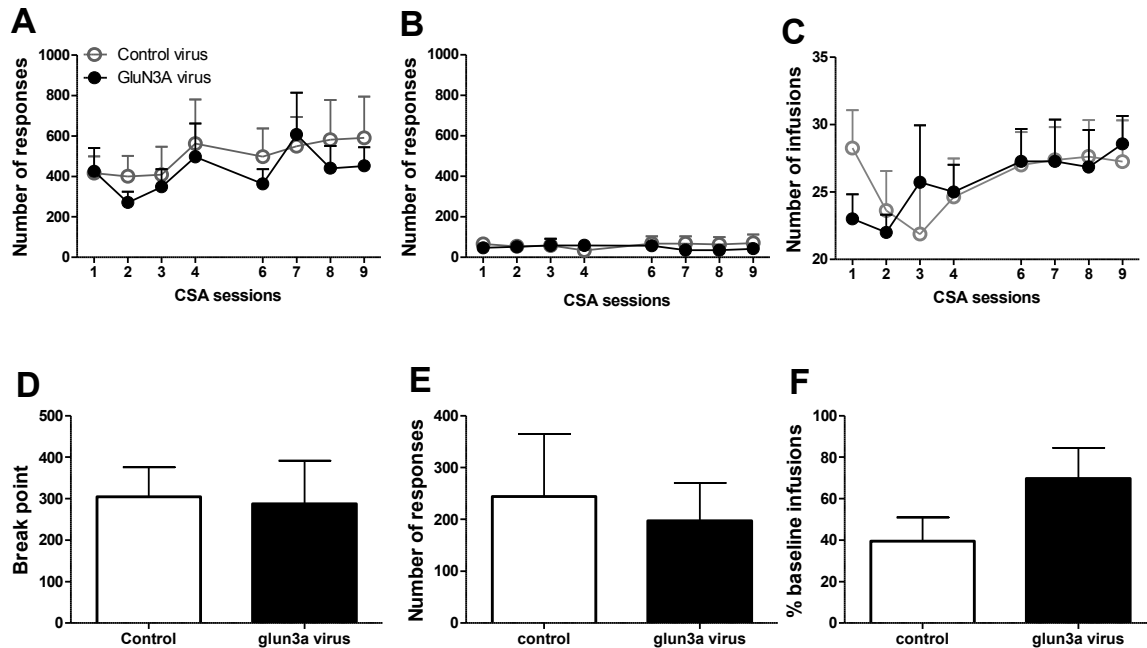 A
Control virus
GluN3A virus
Number of responses
1000
800
600
400
200
0
1 2 3 4 6 7 8 9
CSA sessions
B
Number of responses
1000
800
600
400
200
0
1 2 3 4 6 7 8 9
CSA sessions
C
Number of infusions
35
30
25
20
1 2 3 4 6 7 8 9
CSA sessions
D
Break point
500
400
300
200
100
0
Control glun3a virus
E
Number of responses
400
300
200
100
0
control glun3a virus
F
% baseline infusions
100
80
60
40
20
0
control glun3a virus